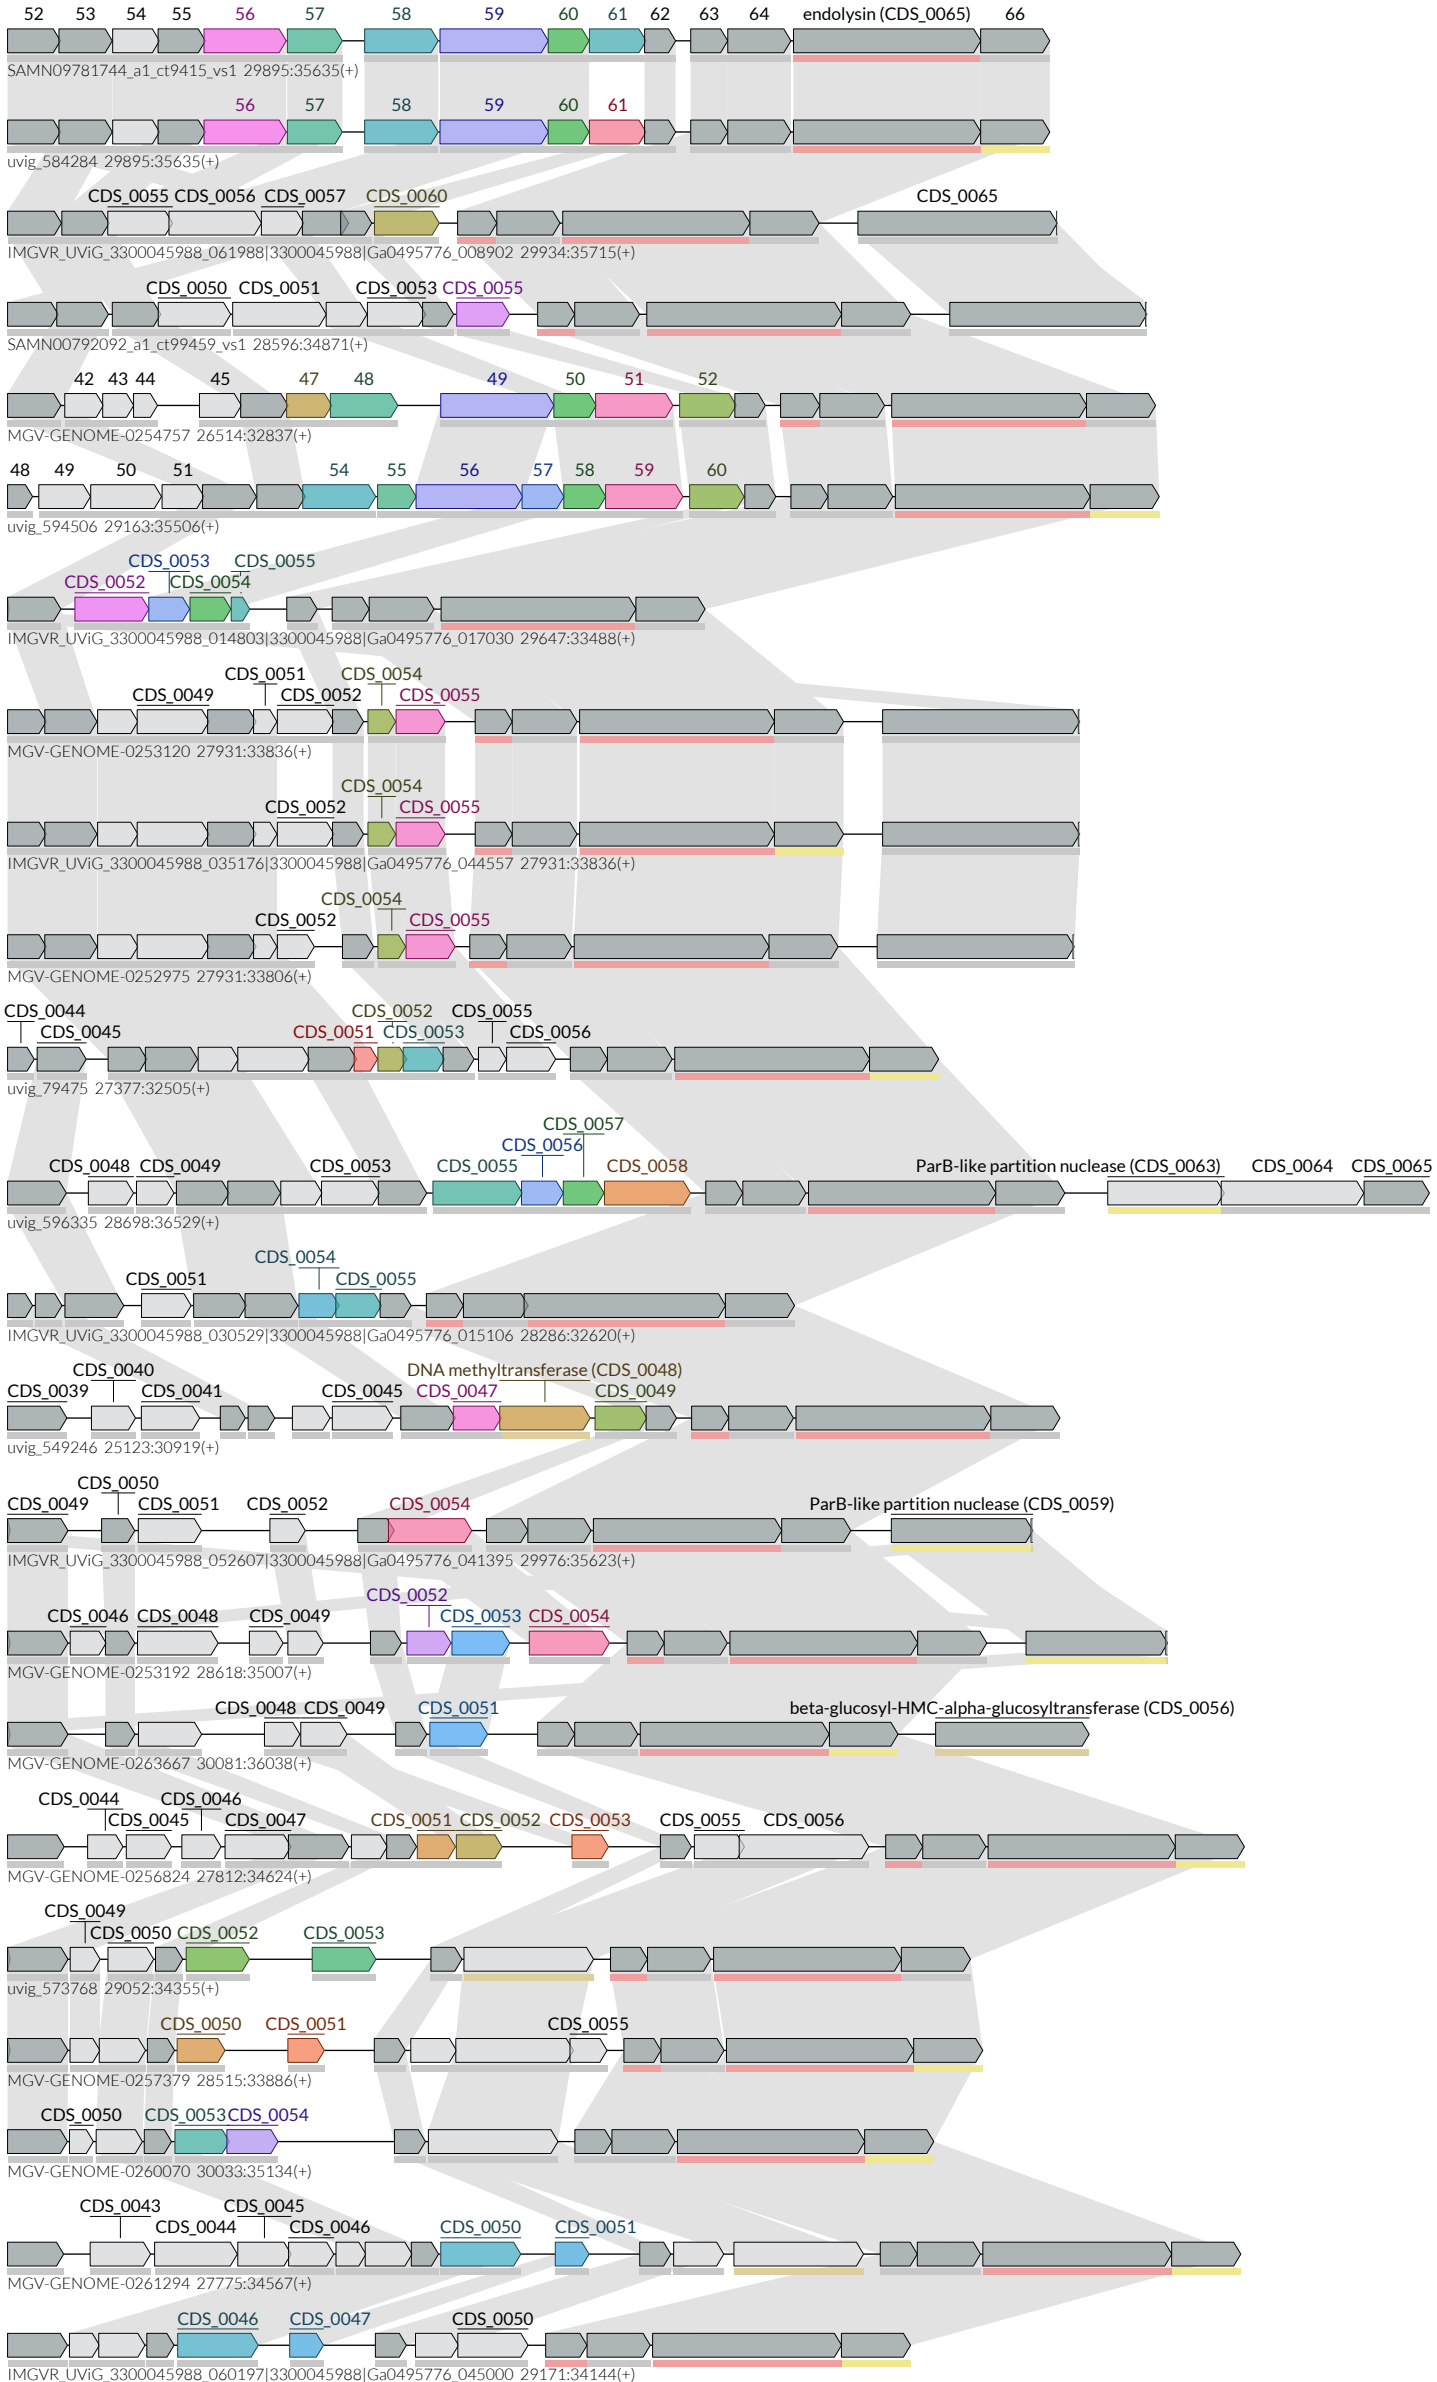 52 53 54 55 56 57 58 59 60 61 62 63 64 endolysin (CDS_0065) 66
SAMN09781744_a1_ct9415_vs1 29895:35635(+)
56 57 58 59 60 61
uvig_584284 29895:35635(+)
CDS_0055 CDS_0056 CDS_0057 CDS_0060 CDS_0065
IMGVR_UViG_3300045988_061988|3300045988|Ga0495776_008902 29934:35715(+)
CDS_0050 CDS_0051 CDS_0053 CDS_0055
SAMN00792092_a1_ct99459_vs1 28596:34871(+)
42 43 44 45 47 48 49 50 51 52
MGV-GENOME-0254757 26514:32837(+)
48 49 50 51 54 55 56 57 58 59 60
uvig_594506 29163:35506(+)
CDS_0053 CDS_0055
CDS_0052 CDS_0054
IMGVR_UViG_3300045988_014803|3300045988|Ga0495776_017030 29647:33488(+)
CDS_0051 CDS_0054
CDS_0049 CDS_0052 CDS_0055
MGV-GENOME-0253120 27931:33836(+)
CDS_0054
CDS_0052 CDS_0055
IMGVR_UViG_3300045988_035176|3300045988|Ga0495776_044557 27931:33836(+)
CDS_0054
CDS_0052 CDS_0055
MGV-GENOME-0252975 27931:33806(+)
CDS_0044 CDS_0052 CDS_0055
CDS_0045 CDS_0051 CDS_0053 CDS_0056
uvig_79475 27377:32505(+)
CDS_0057
CDS_0056
CDS_0048 CDS_0049 CDS_0053 CDS_0055 CDS_0058 ParB-like partition nuclease (CDS_0063) CDS_0064 CDS_0065
uvig_596335 28698:36529(+)
CDS_0054
CDS_0051 CDS_0055
IMGVR_UViG_3300045988_030529|3300045988|Ga0495776_015106 28286:32620(+)
CDS_0040 DNA methyltransferase (CDS_0048)
CDS_0039 CDS_0041 CDS_0045 CDS_0047 CDS_0049
uvig_549246 25123:30919(+)
CDS_0050
CDS_0049 CDS_0051 CDS_0052 CDS_0054 ParB-like partition nuclease (CDS_0059)
IMGVR_UViG_3300045988_052607|3300045988|Ga0495776_041395 29976:35623(+)
CDS_0052
CDS_0046 CDS_0048 CDS_0049 CDS_0053 CDS_0054
MGV-GENOME-0253192 28618:35007(+)
CDS_0048 CDS_0049 CDS_0051 beta-glucosyl-HMC-alpha-glucosyltransferase (CDS_0056)
MGV-GENOME-0263667 30081:36038(+)
CDS_0044 CDS_0046
CDS_0045 CDS_0047 CDS_0051 CDS_0052 CDS_0053 CDS_0055 CDS_0056
MGV-GENOME-0256824 27812:34624(+)
CDS_0049
CDS_0050 CDS_0052 CDS_0053
uvig_573768 29052:34355(+)
CDS_0050 CDS_0051 CDS_0055
MGV-GENOME-0257379 28515:33886(+)
CDS_0050 CDS_0053 CDS_0054
MGV-GENOME-0260070 30033:35134(+)
CDS_0043 CDS_0045
CDS_0044 CDS_0046 CDS_0050 CDS_0051
MGV-GENOME-0261294 27775:34567(+)
CDS_0046 CDS_0047 CDS_0050
IMGVR_UViG_3300045988_060197|3300045988|Ga0495776_045000 29171:34144(+)